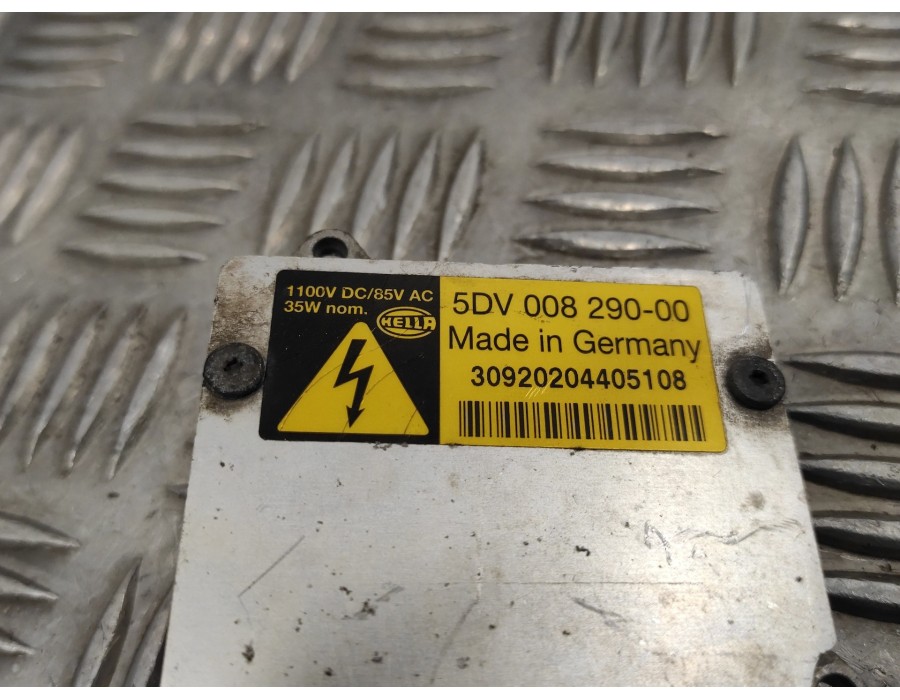 1100V DC/85V AC
35W nom.
HELLA
5DV 008 290-00
Made in Germany
30920204405108